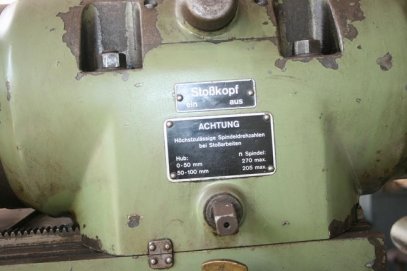 Stoßkopf
ein aus
ACHTUNG
Höchstzulässige Spindeldrehzahlen
bei Stoßarbeiten
Hub: n Spindel:
0-50 mm 270 max.
50-100 mm 205 max.